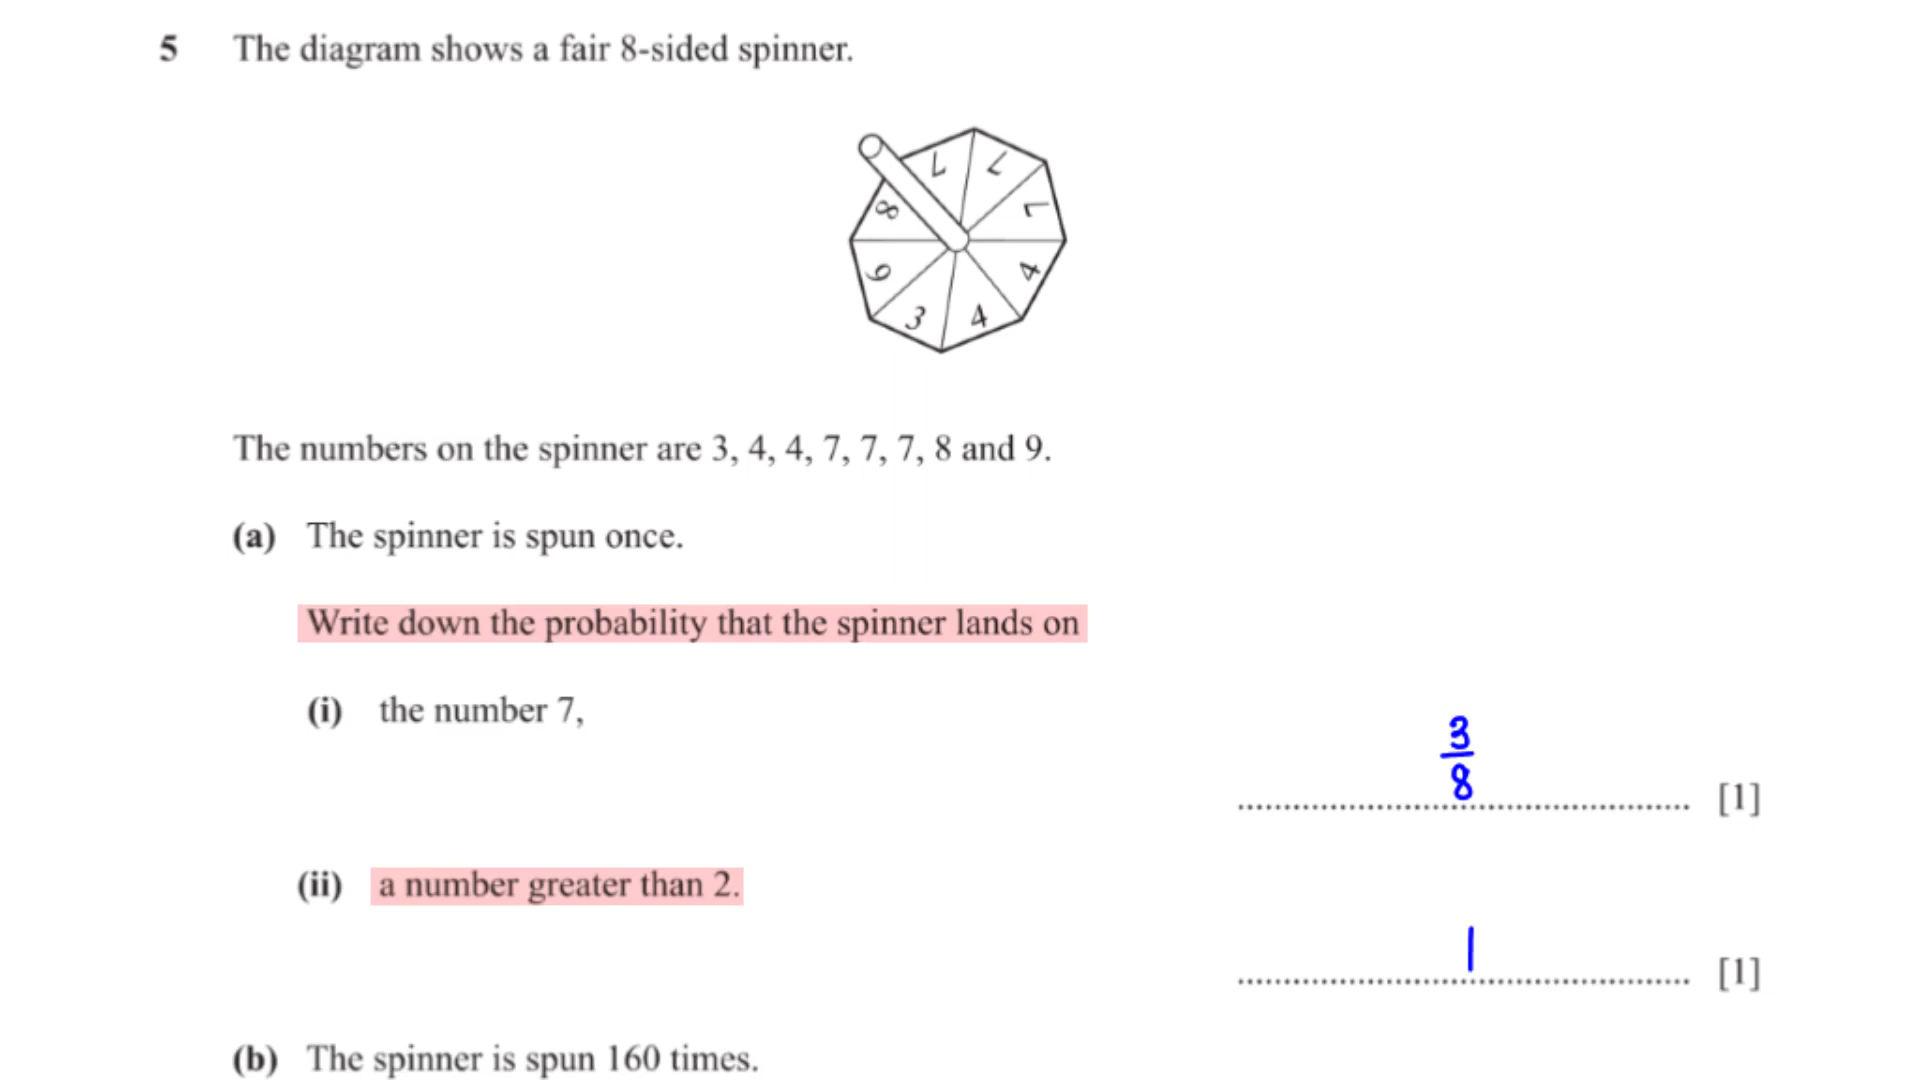 5 The diagram shows a fair 8-sided spinner.
7 7
8 7
9 4
3 4
The numbers on the spinner are 3, 4, 4, 7, 7, 7, 8 and 9.
(a) The spinner is spun once.
Write down the probability that the spinner lands on
(i) the number 7,
3
8
........................................ [1]
(ii) a number greater than 2.
1
........................................ [1]
(b) The spinner is spun 160 times.